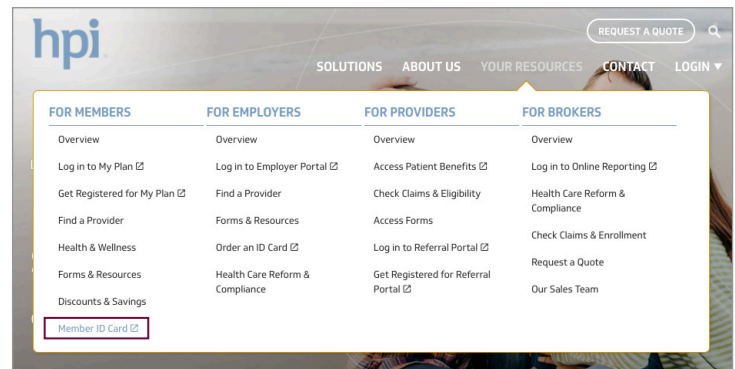 hpi
REQUEST A QUOTE
SOLUTIONS ABOUT US YOUR RESOURCES CONTACT LOGIN
FOR MEMBERS
Overview
Log in to My Plan
Get Registered for My Plan
Find a Provider
Health & Wellness
Forms & Resources
Discounts & Savings
Member ID Card
FOR EMPLOYERS
Overview
Log in to Employer Portal
Find a Provider
Forms & Resources
Order an ID Card
Health Care Reform &
Compliance
FOR PROVIDERS
Overview
Access Patient Benefits
Check Claims & Eligibility
Access Forms
Log in to Referral Portal
Get Registered for Referral
Portal
FOR BROKERS
Overview
Log in to Online Reporting
Health Care Reform &
Compliance
Check Claims & Enrollment
Request a Quote
Our Sales Team